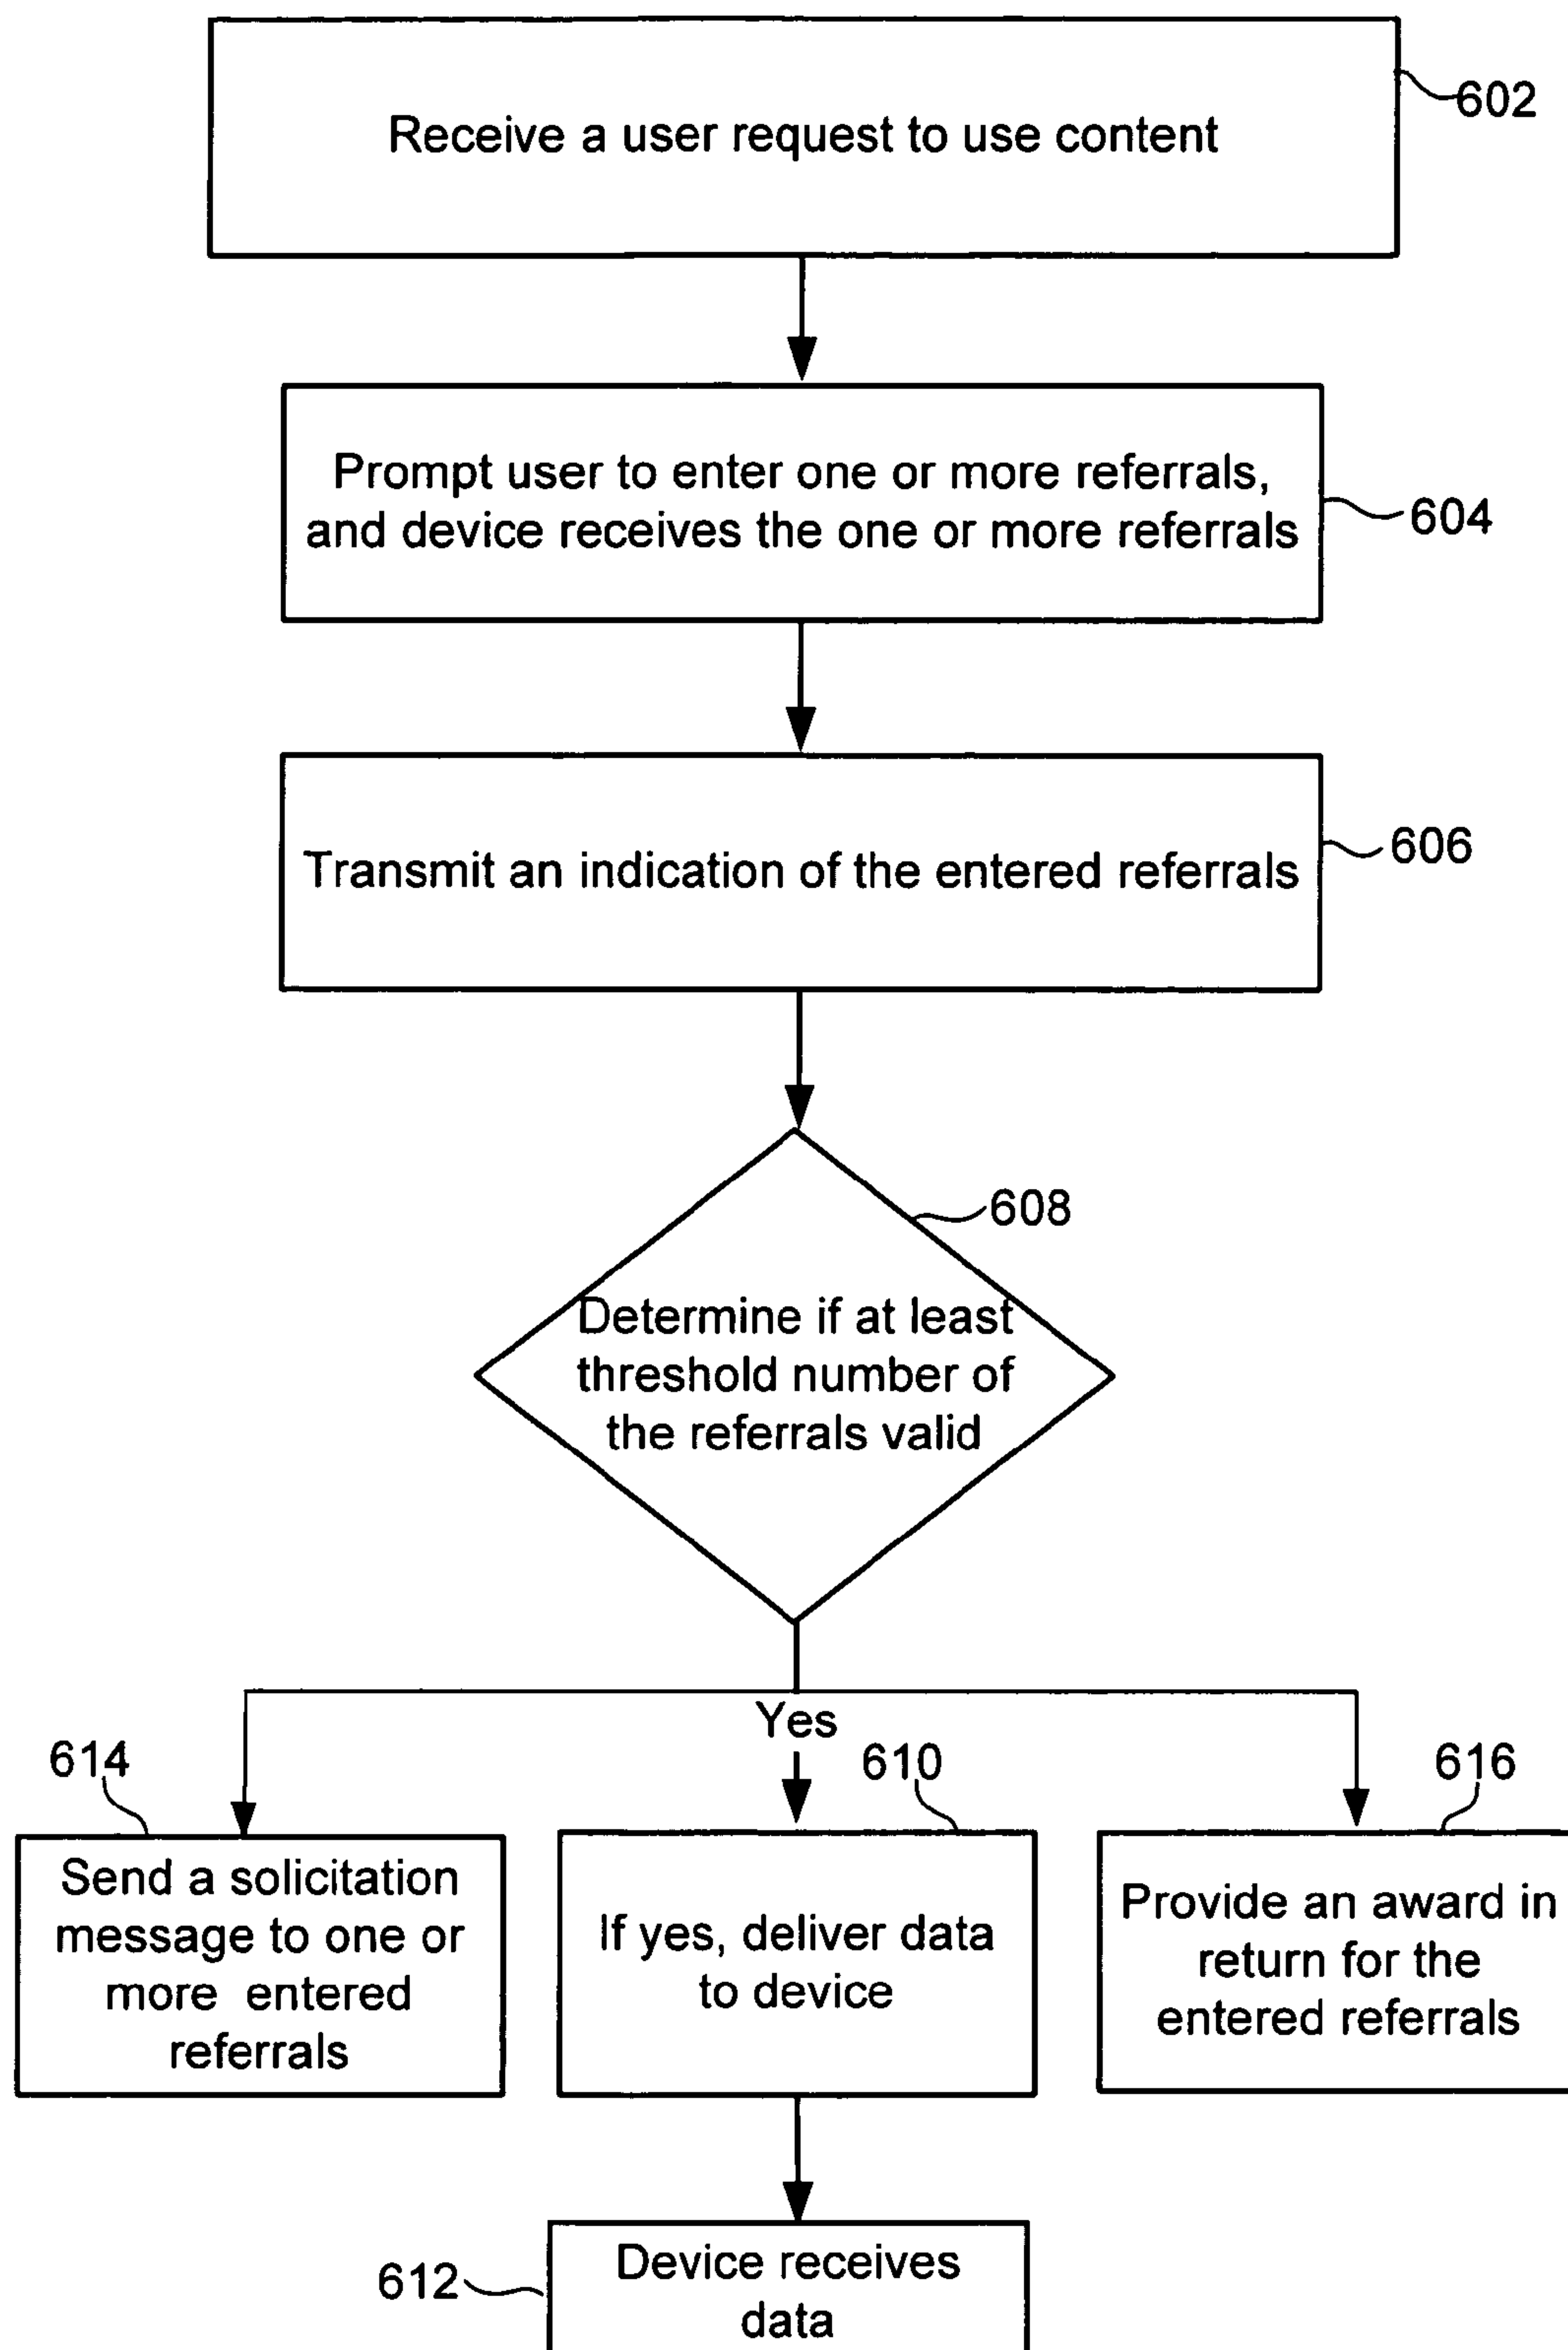 Receive a user request to use content
602
Prompt user to enter one or more referrals,
and device receives the one or more referrals
604
Transmit an indication of the entered referrals
606
608
Determine if at least
threshold number of
the referrals valid
Yes
614
610
616
Send a solicitation
message to one or
more entered
referrals
If yes, deliver data
to device
Provide an award in
return for the
entered referrals
612
Device receives
data